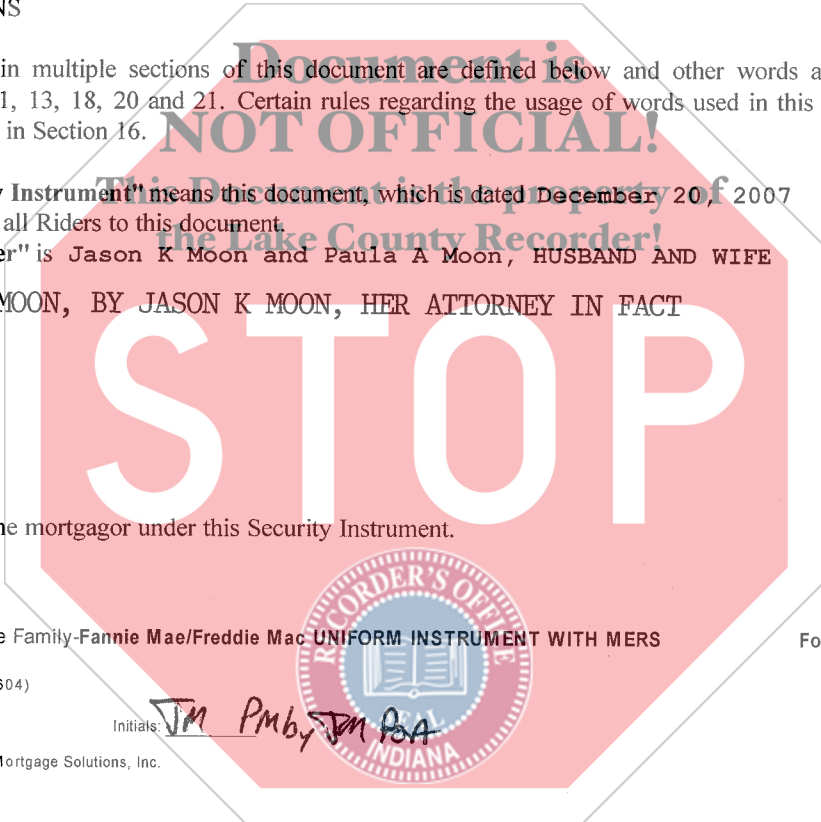 NS
Document is
in multiple sections of this document are defined below and other words a
1, 13, 18, 20 and 21. Certain rules regarding the usage of words used in this
in Section 16.
NOT OFFICIAL!
This Document is the property of
y Instrument" means this document, which is dated December 20, 2007
all Riders to this document.
the Lake County Recorder!
er" is Jason K Moon and Paula A Moon, HUSBAND AND WIFE
MOON, BY JASON K MOON, HER ATTORNEY IN FACT
STOP
he mortgagor under this Security Instrument.
RECORDER'S OFFICE
e Family-Fannie Mae/Freddie Mac UNIFORM INSTRUMENT WITH MERS Fo
604)
SEAL
Initials: JM PM by JM POA
INDIANA
Mortgage Solutions, Inc.